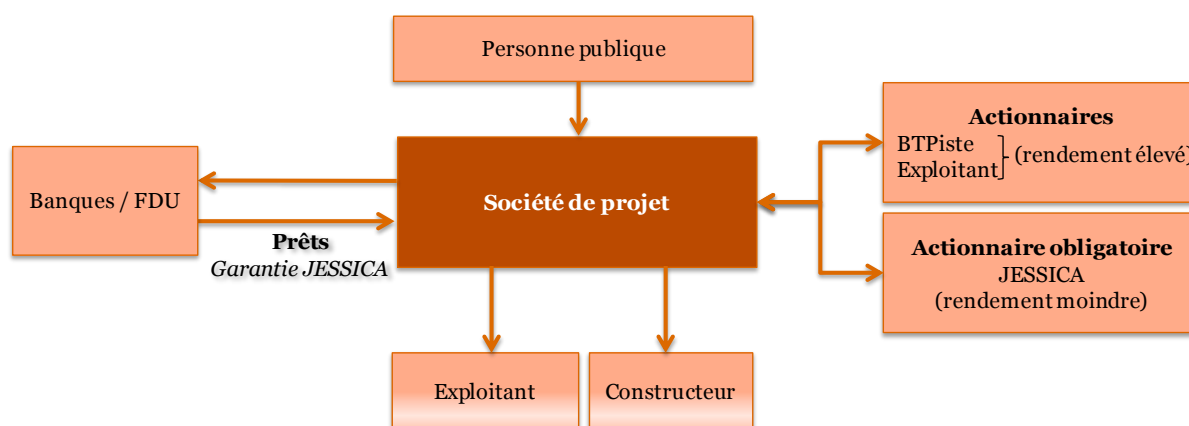 Personne publique
Actionnaires
BTPiste
Exploitant
(rendement élevé)
Banques / FDU
Société de projet
Prêts
Garantie JESSICA
Actionnaire obligatoire
JESSICA
(rendement moindre)
Exploitant
Constructeur